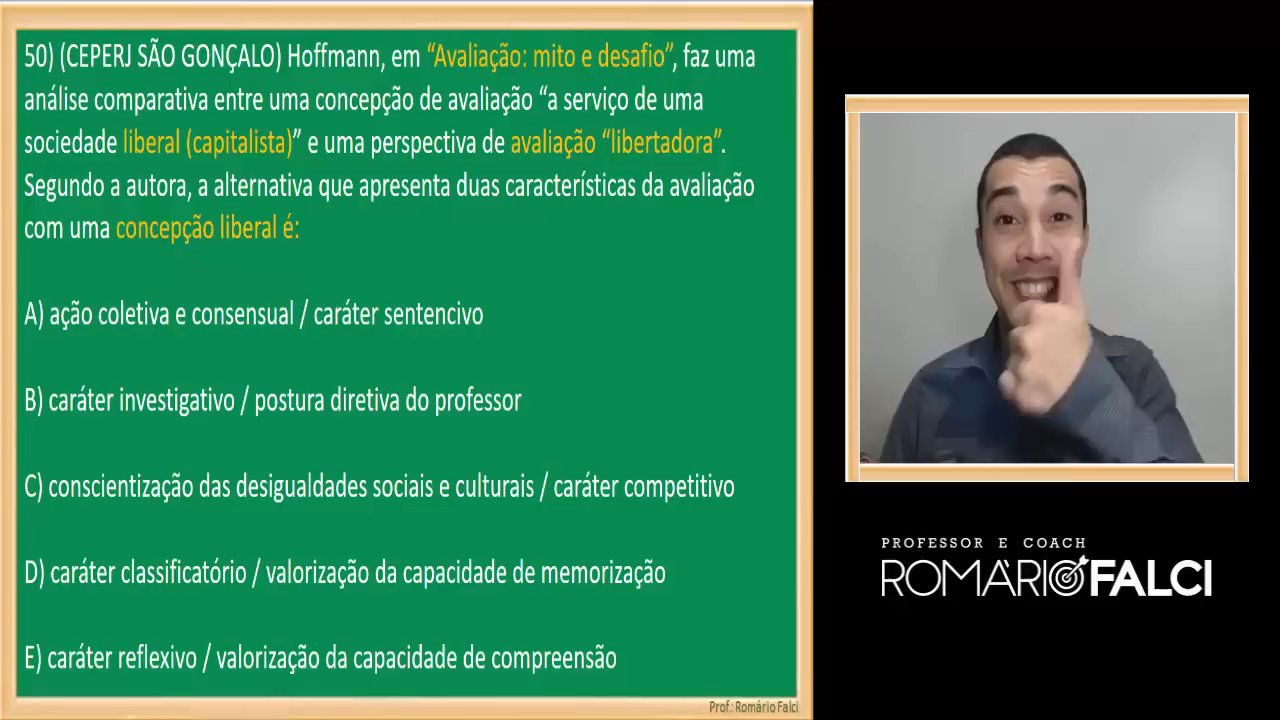 50) (CEPERJ SÃO GONÇALO) Hoffmann, em “Avaliação: mito e desafio”, faz uma
análise comparativa entre uma concepção de avaliação “a serviço de uma
sociedade liberal (capitalista)” e uma perspectiva de avaliação “libertadora”.
Segundo a autora, a alternativa que apresenta duas características da avaliação
com uma concepção liberal é:
A) ação coletiva e consensual / caráter sentencivo
B) caráter investigativo / postura diretiva do professor
C) conscientização das desigualdades sociais e culturais / caráter competitivo
D) caráter classificatório / valorização da capacidade de memorização
E) caráter reflexivo / valorização da capacidade de compreensão
Prof.: Romário Falci
PROFESSOR E COACH
ROMÁRIO FALCI